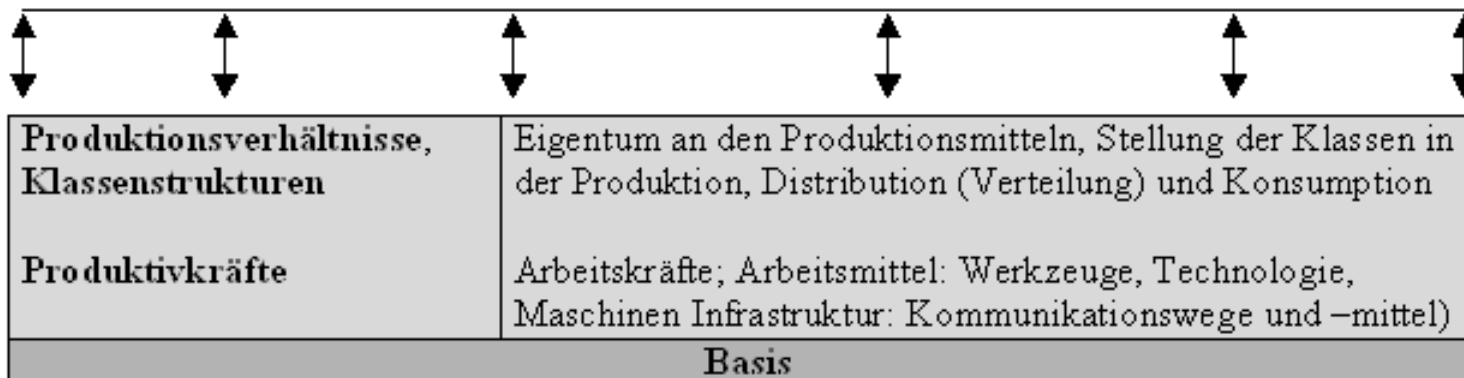 Produktionsverhältnisse, Eigentum an den Produktionsmitteln, Stellung der Klassen in
Klassenstrukturen der Produktion, Distribution (Verteilung) und Konsumption
Produktivkräfte Arbeitskräfte; Arbeitsmittel: Werkzeuge, Technologie,
Maschinen Infrastruktur: Kommunikationswege und –mittel)
Basis